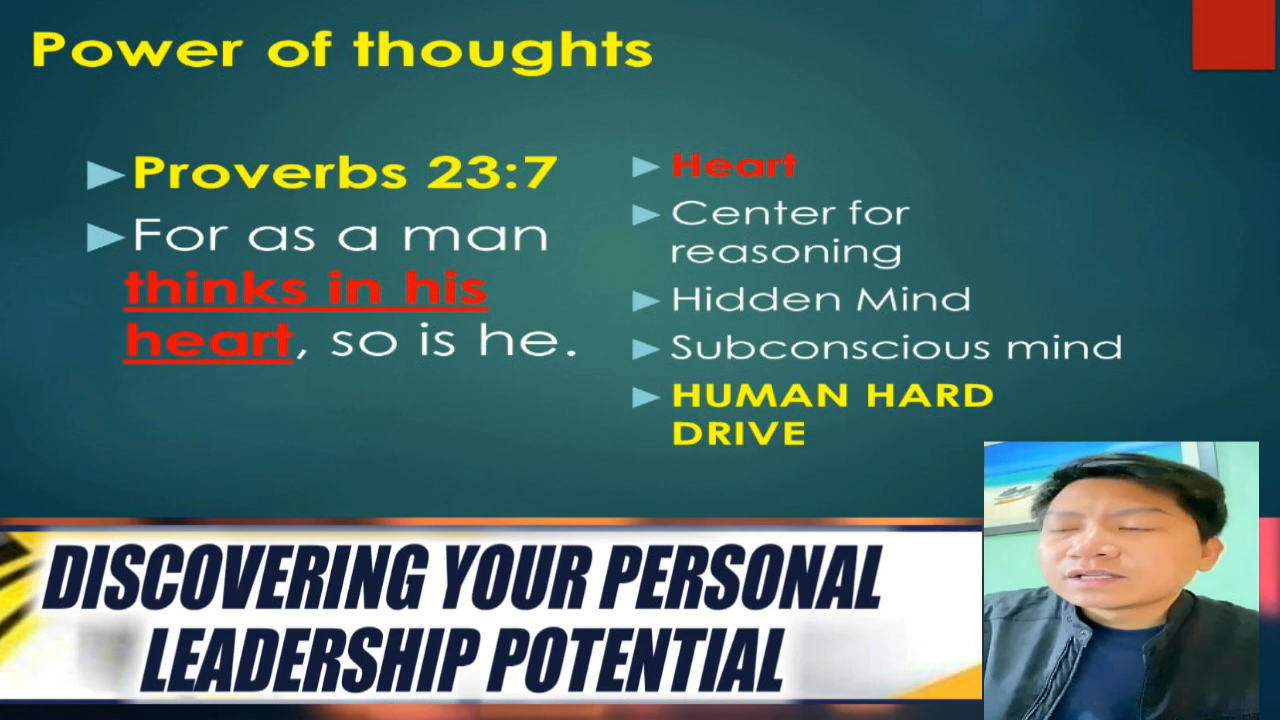 Power of thoughts
Proverbs 23:7
For as a man
thinks in his
heart, so is he.
Heart
Center for
reasoning
Hidden Mind
Subconscious mind
HUMAN HARD
DRIVE
DISCOVERING YOUR PERSONAL
LEADERSHIP POTENTIAL